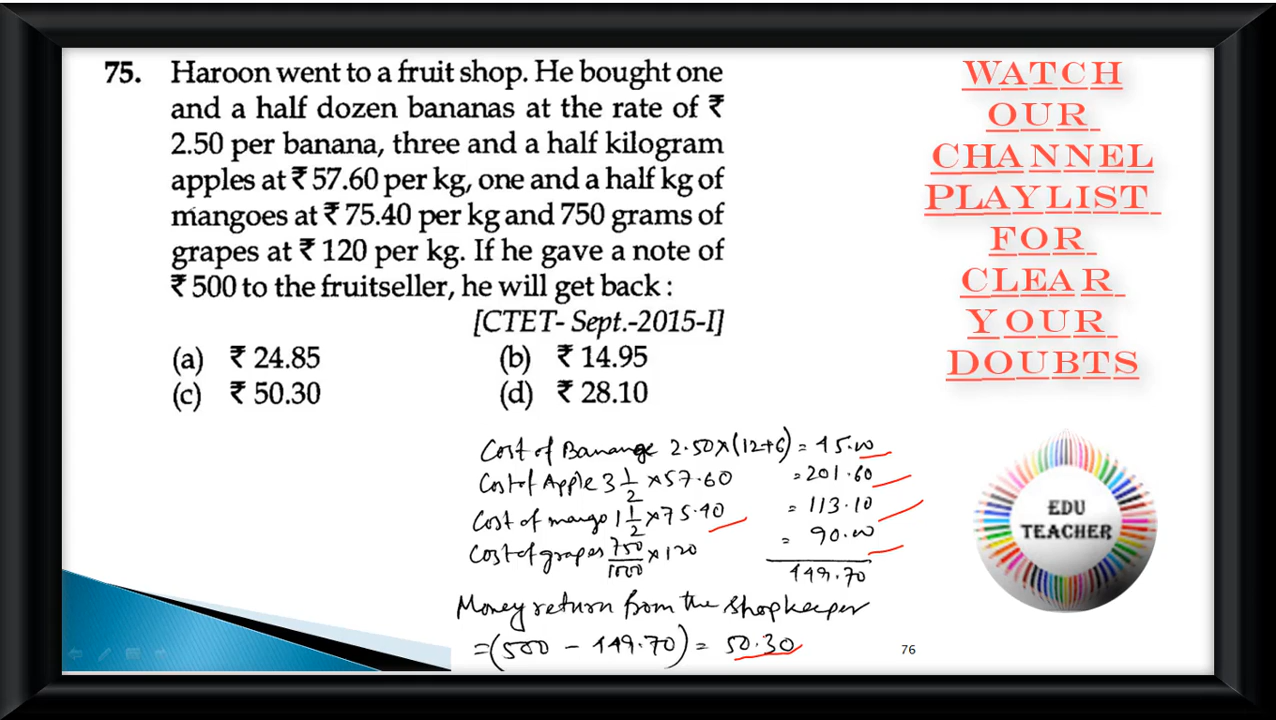 75. Haroon went to a fruit shop. He bought one
and a half dozen bananas at the rate of ₹
2.50 per banana, three and a half kilogram
apples at ₹ 57.60 per kg, one and a half kg of
mangoes at ₹ 75.40 per kg and 750 grams of
grapes at ₹ 120 per kg. If he gave a note of
₹ 500 to the fruitseller, he will get back :
[CTET- Sept.-2015-I]
(a) ₹ 24.85 (b) ₹ 14.95
(c) ₹ 50.30 (d) ₹ 28.10
Cost of Banange 2.50×(12+6) = 45.00
Cost of Apple 3 1/2 ×57.60 =201.60
Cost of mango 1 1/2 ×75.40 = 113.10
Cost of grapes 750/1000 ×120 = 90.00
449.70
Money return from the shopkeeper
=(500 - 449.70) = 50.30
WATCH
OUR
CHANNEL
PLAYLIST
FOR
CLEAR
YOUR
DOUBTS
EDU
TEACHER
76